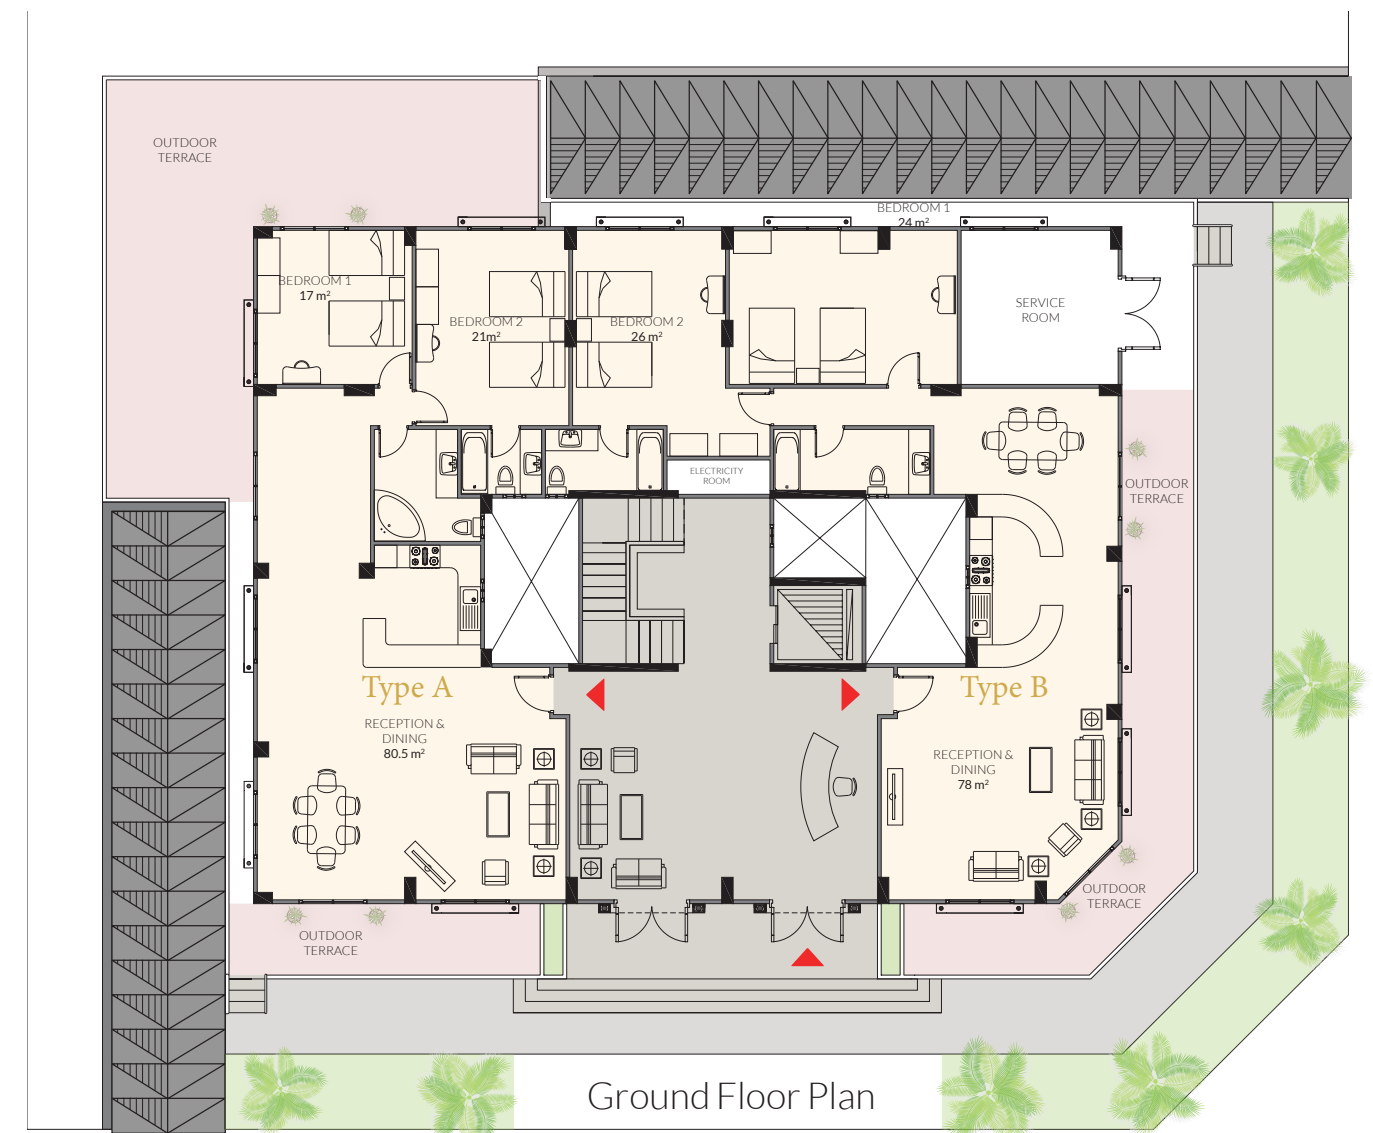 OUTDOOR
TERRACE
BEDROOM 1
24 m²
BEDROOM 1
17 m²
BEDROOM 2
21m²
BEDROOM 2
26 m²
SERVICE
ROOM
ELECTRICITY
ROOM
OUTDOOR
TERRACE
Type A
RECEPTION &
DINING
80.5 m²
Type B
RECEPTION &
DINING
78 m²
OUTDOOR
TERRACE
OUTDOOR
TERRACE
Ground Floor Plan